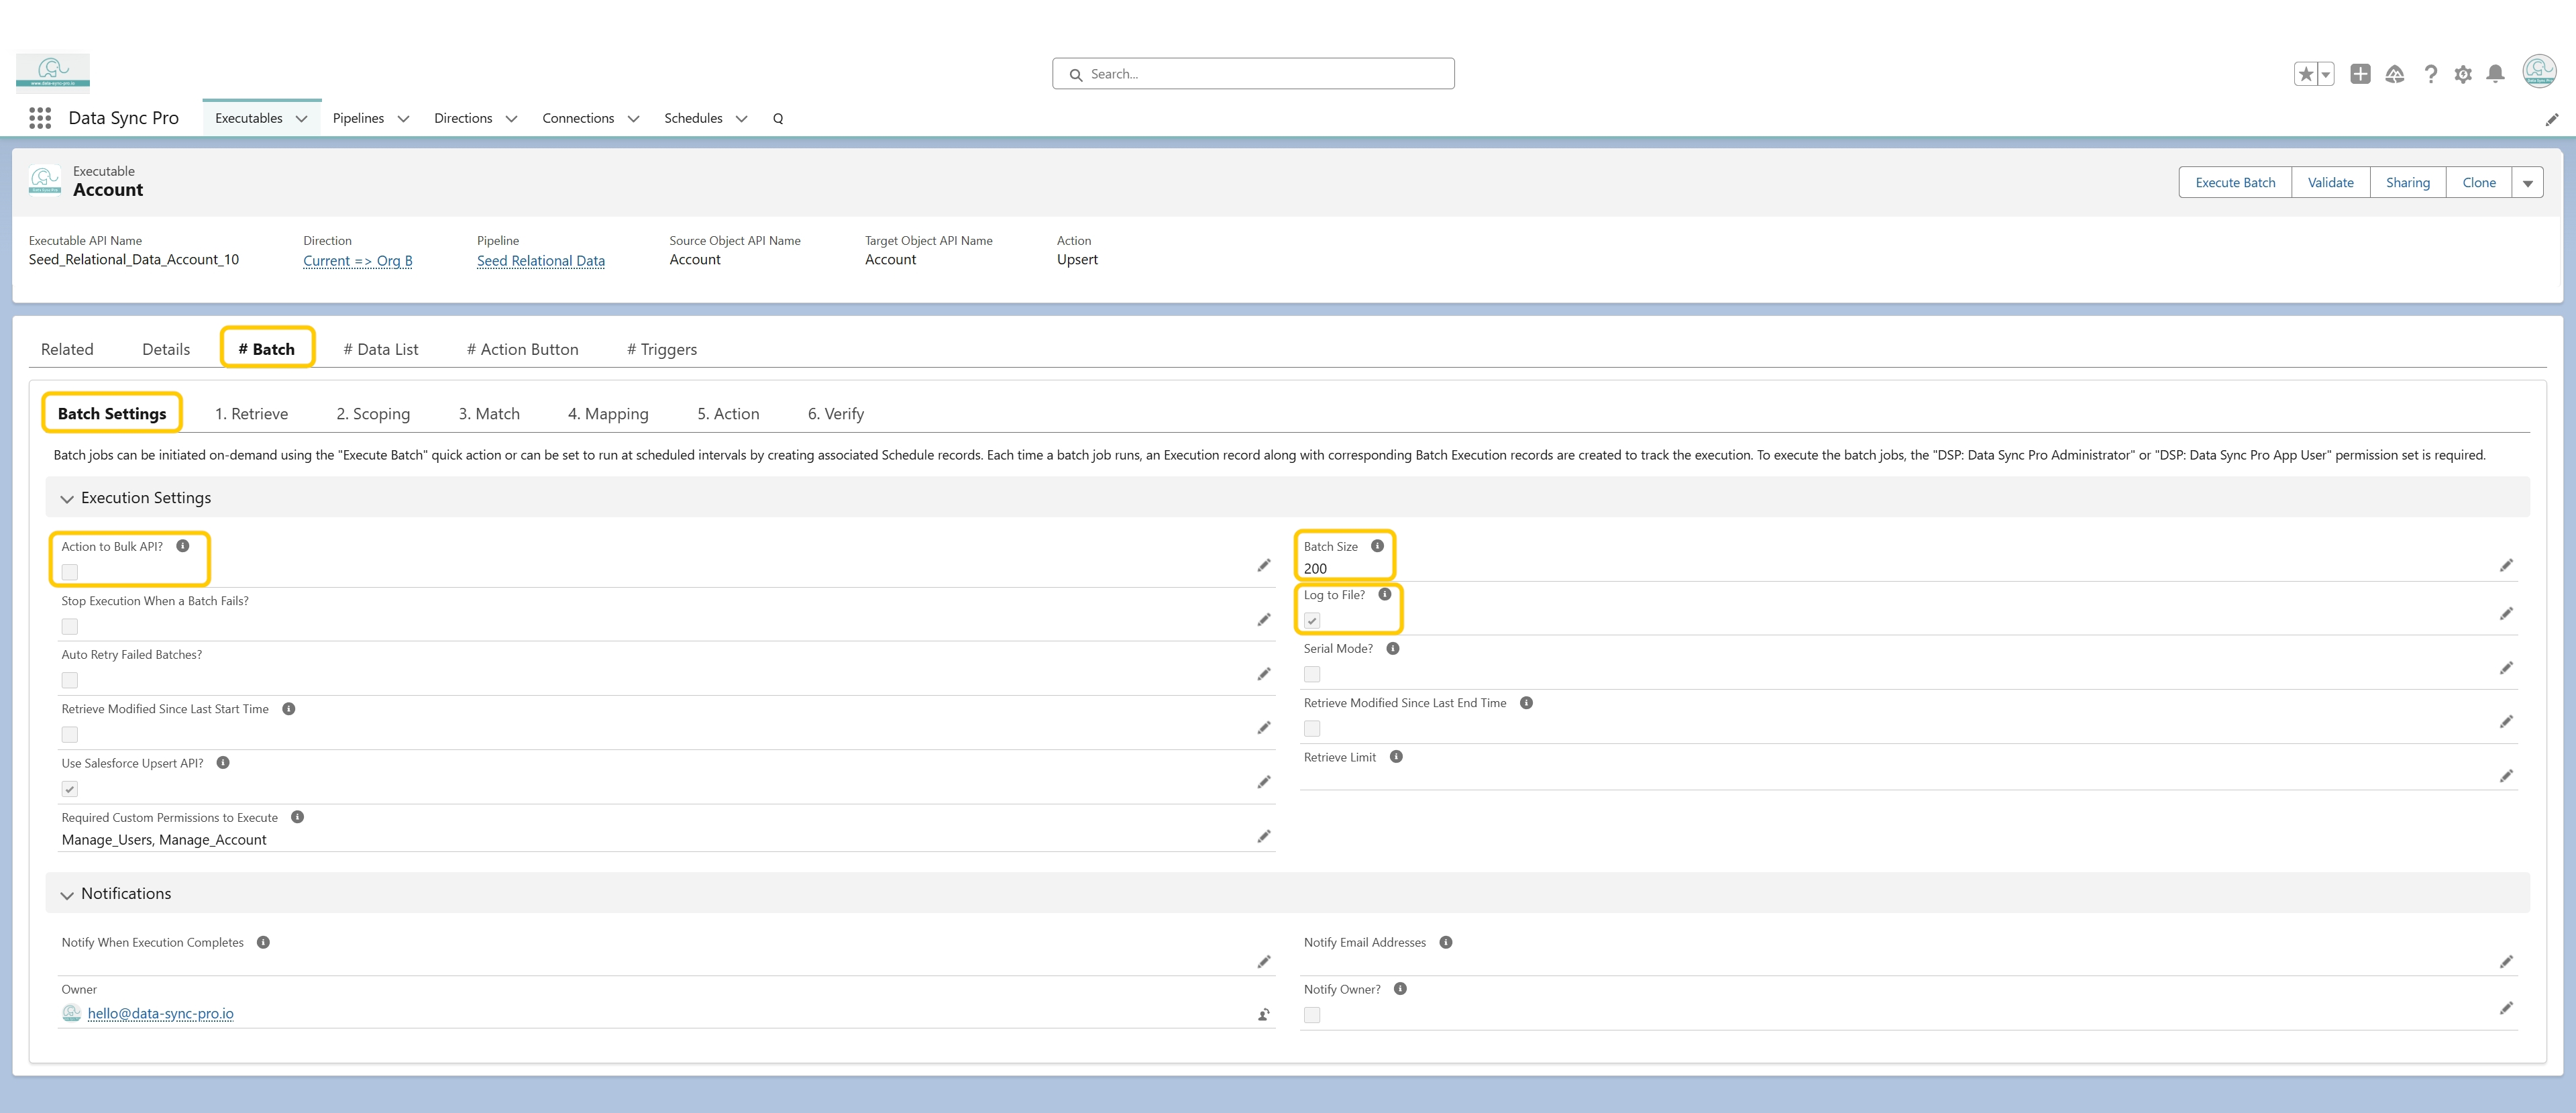 www.data-sync-pro.io
Search...
Data Sync Pro
Executables
Pipelines
Directions
Connections
Schedules
Q
Executable
Account
Execute Batch
Validate
Sharing
Clone
Executable API Name
Direction
Pipeline
Source Object API Name
Target Object API Name
Action
Seed_Relational_Data_Account_10
Current => Org B
Seed Relational Data
Account
Account
Upsert
Related
Details
# Batch
# Data List
# Action Button
# Triggers
Batch Settings
1. Retrieve
2. Scoping
3. Match
4. Mapping
5. Action
6. Verify
Batch jobs can be initiated on-demand using the "Execute Batch" quick action or can be set to run at scheduled intervals by creating associated Schedule records. Each time a batch job runs, an Execution record along with corresponding Batch Execution records are created to track the execution. To execute the batch jobs, the "DSP: Data Sync Pro Administrator" or "DSP: Data Sync Pro App User" permission set is required.
Execution Settings
Action to Bulk API?
Batch Size
200
Stop Execution When a Batch Fails?
Log to File?
Auto Retry Failed Batches?
Serial Mode?
Retrieve Modified Since Last Start Time
Retrieve Modified Since Last End Time
Use Salesforce Upsert API?
Retrieve Limit
Required Custom Permissions to Execute
Manage_Users, Manage_Account
Notifications
Notify When Execution Completes
Notify Email Addresses
Owner
hello@data-sync-pro.io
Notify Owner?